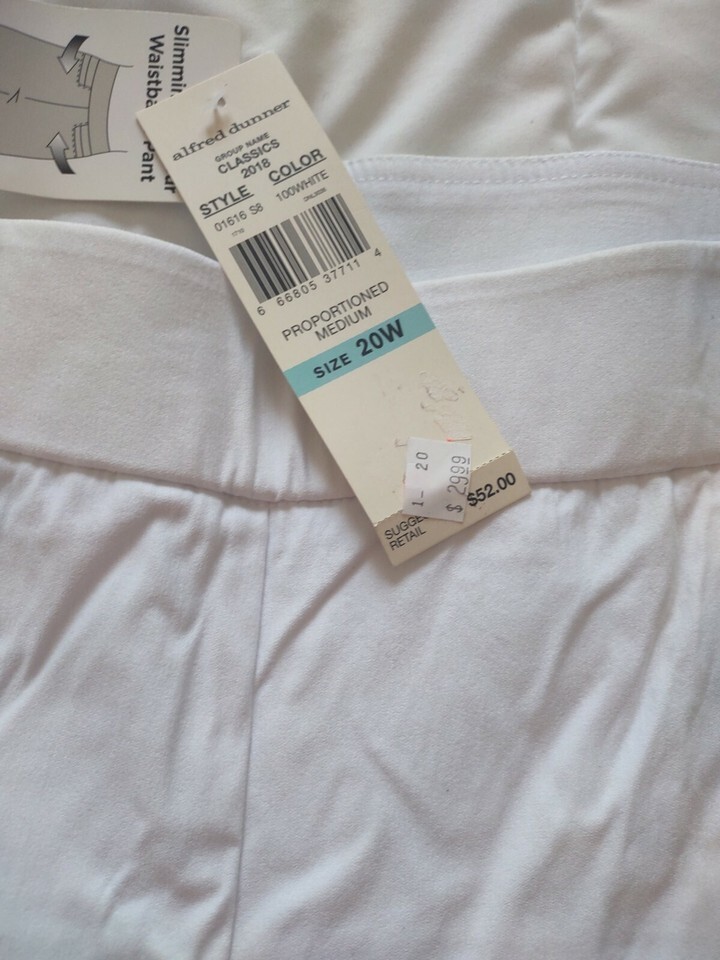 Slimmi
Waistba
Pant
alfred dunner
GROUP NAME
CLASSICS
2018
STYLE COLOR
01616 S8 100WHITE
1710
6 66805 37711 4
PROPORTIONED
MEDIUM
SIZE 20W
1- 20
$ 2999
$52.00
SUGGE
RETAIL